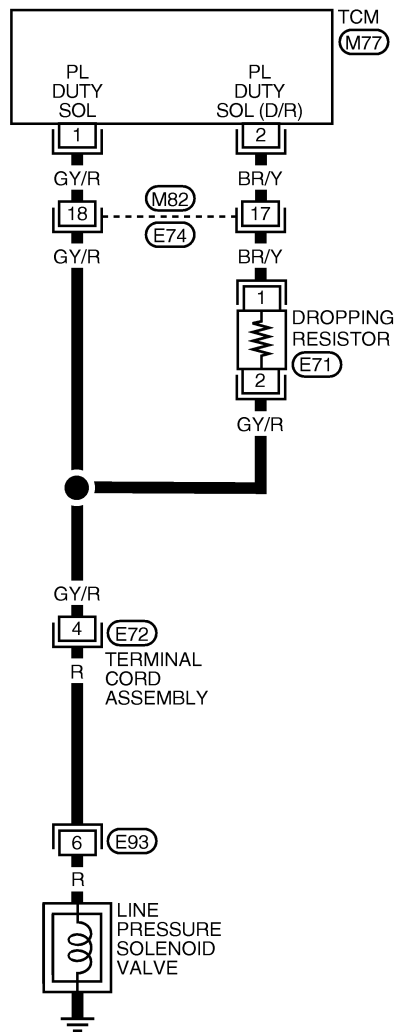 TCM
M77
PL
DUTY
SOL
PL
DUTY
SOL (D/R)
1
2
GY/R
BR/Y
18
M82
E74
17
GY/R
BR/Y
1
DROPPING
RESISTOR
E71
2
GY/R
GY/R
4
E72
R
TERMINAL
CORD
ASSEMBLY
6
E93
R
LINE
PRESSURE
SOLENOID
VALVE